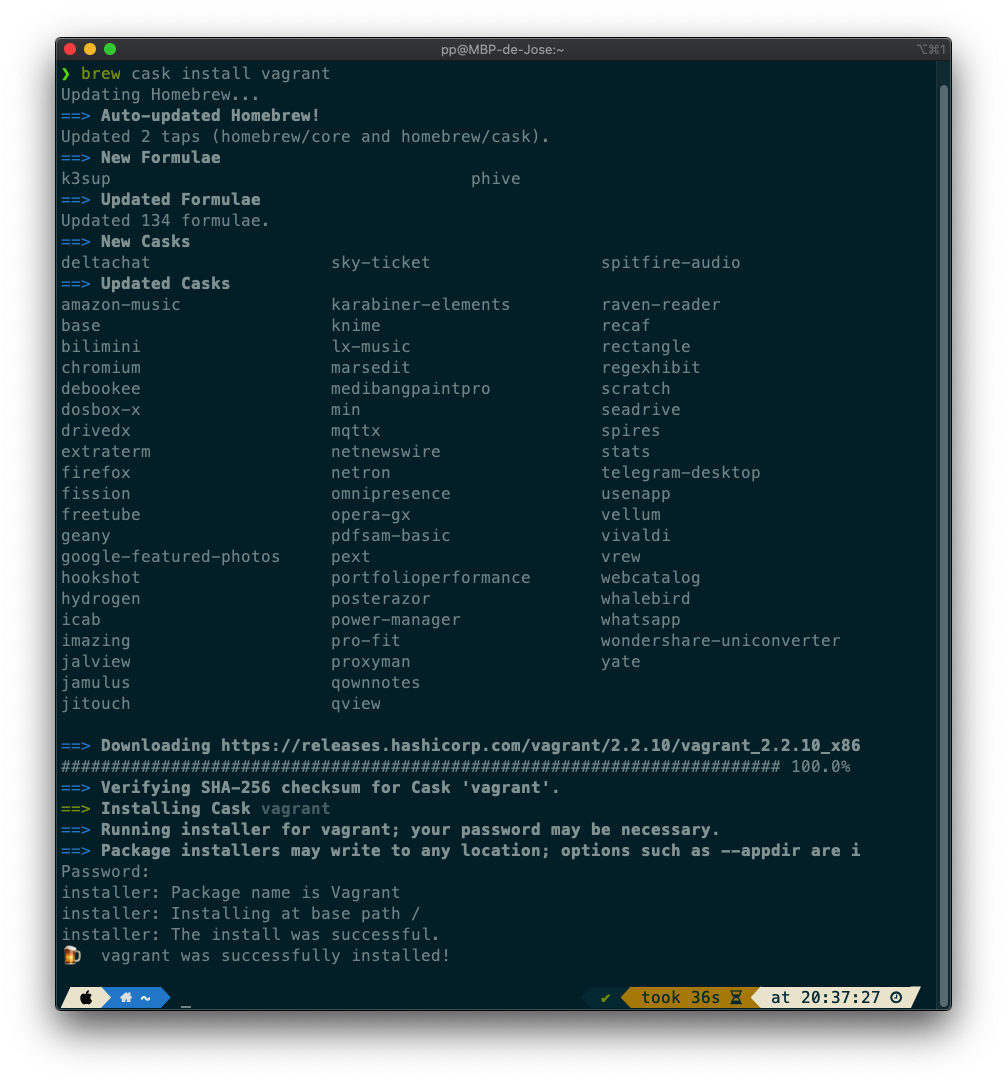 pp@MBP-de-Jose:~
⌥⌘1
❯ brew cask install vagrant
Updating Homebrew...
==> Auto-updated Homebrew!
Updated 2 taps (homebrew/core and homebrew/cask).
==> New Formulae
k3sup phive
==> Updated Formulae
Updated 134 formulae.
==> New Casks
deltachat sky-ticket spitfire-audio
==> Updated Casks
amazon-music karabiner-elements raven-reader
base knime recaf
bilimini lx-music rectangle
chromium marsedit regexhibit
debookee medibangpaintpro scratch
dosbox-x min seadrive
drivedx mqttx spires
extraterm netnewswire stats
firefox netron telegram-desktop
fission omnipresence usenapp
freetube opera-gx vellum
geany pdfsam-basic vivaldi
google-featured-photos pext vrew
hookshot portfolioperformance webcatalog
hydrogen posterazor whalebird
icab power-manager whatsapp
imazing pro-fit wondershare-uniconverter
jalview proxyman yate
jamulus qownnotes
jitouch qview
==> Downloading https://releases.hashicorp.com/vagrant/2.2.10/vagrant_2.2.10_x86
######################################################################## 100.0%
==> Verifying SHA-256 checksum for Cask 'vagrant'.
==> Installing Cask vagrant
==> Running installer for vagrant; your password may be necessary.
==> Package installers may write to any location; options such as --appdir are i
Password:
installer: Package name is Vagrant
installer: Installing at base path /
installer: The install was successful.
🍺 vagrant was successfully installed!
~ _ ✔ took 36s at 20:37:27